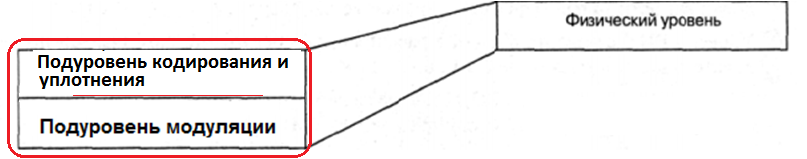 Физический уровень
Подуровень кодирования и
уплотнения
Подуровень модуляции